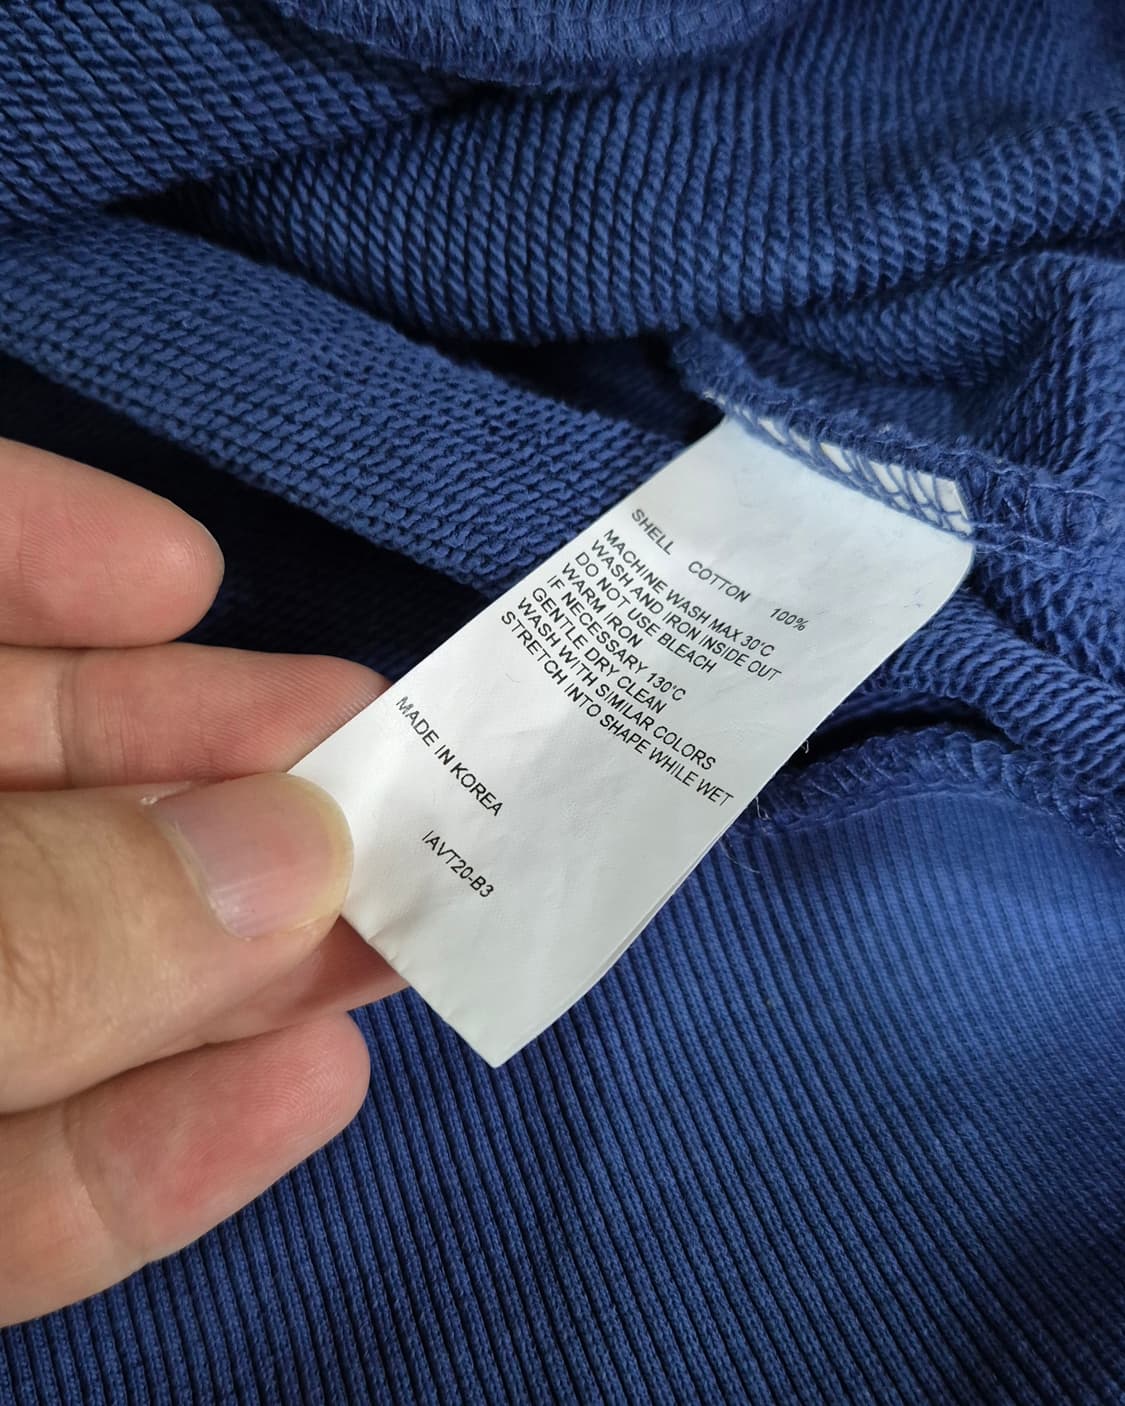 SHELL COTTON 100%
MACHINE WASH MAX 30°C
WASH AND IRON INSIDE OUT
DO NOT USE BLEACH
WARM IRON
IF NECESSARY 130°C
GENTLE DRY CLEAN
WASH WITH SIMILAR COLORS
STRETCH INTO SHAPE WHILE WET
MADE IN KOREA
IAVT20-B3